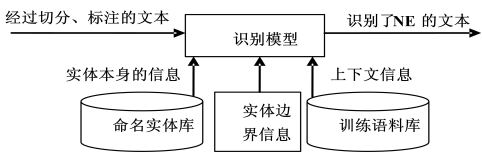 经过切分、标注的文本
识别了NE 的文本
识别模型
实体本身的信息
上下文信息
命名实体库
实体边
界信息
训练语料库